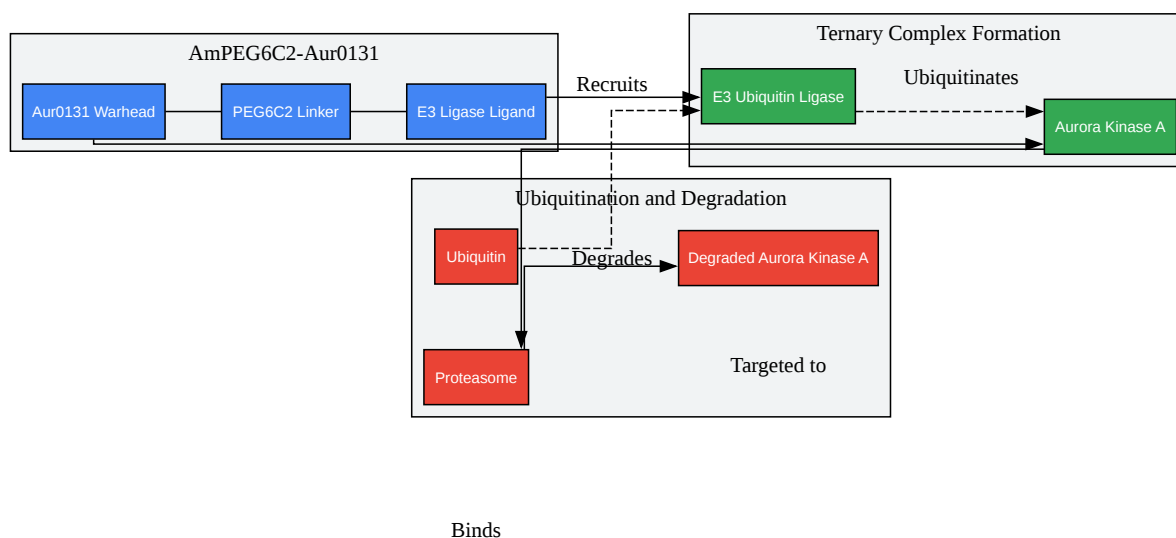 AmPEG6C2-Aur0131
Aur0131 Warhead
PEG6C2 Linker
E3 Ligase Ligand
Recruits
Ternary Complex Formation
E3 Ubiquitin Ligase
Ubiquitinates
Aurora Kinase A
Ubiquitination and Degradation
Ubiquitin
Degrades
Degraded Aurora Kinase A
Proteasome
Targeted to
Binds